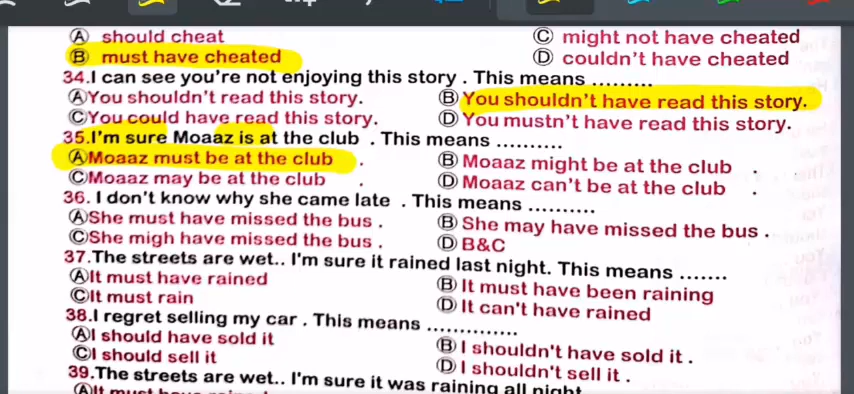 Ⓐ should cheat Ⓒ might not have cheated
Ⓑ must have cheated Ⓓ couldn't have cheated
34.I can see you're not enjoying this story . This means .........
ⒶYou shouldn't read this story. ⒷYou shouldn't have read this story.
ⒸYou could have read this story. ⒹYou mustn't have read this story.
35.I'm sure Moaaz is at the club . This means ..........
ⒶMoaaz must be at the club . Ⓑ Moaaz might be at the club .
ⒸMoaaz may be at the club . Ⓓ Moaaz can't be at the club .
36. I don't know why she came late . This means ..........
ⒶShe must have missed the bus . Ⓑ She may have missed the bus .
ⒸShe migh have missed the bus . Ⓓ B&C
37.The streets are wet.. I'm sure it rained last night. This means .......
ⒶIt must have rained Ⓑ It must have been raining
ⒸIt must rain Ⓓ It can't have rained
38.I regret selling my car . This means ..............
ⒶI should have sold it Ⓑ I shouldn't have sold it .
ⒸI should sell it Ⓓ I shouldn't sell it .
39.The streets are wet.. I'm sure it was raining all night